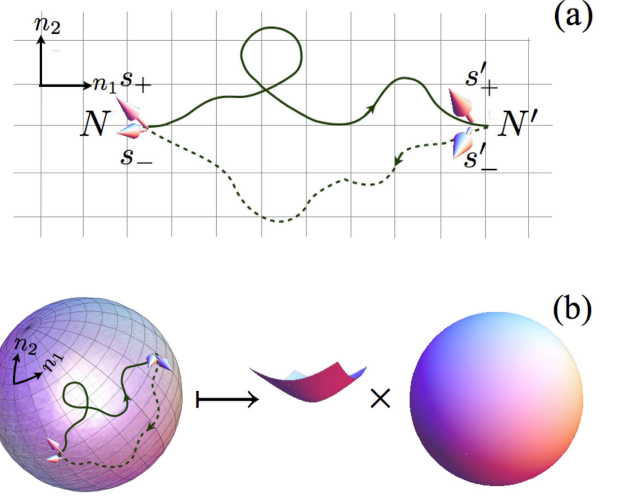 (a)
n₂
n₁ s₊
s′₊
N
N′
s₋
s′₋
(b)
n₂
n₁
×